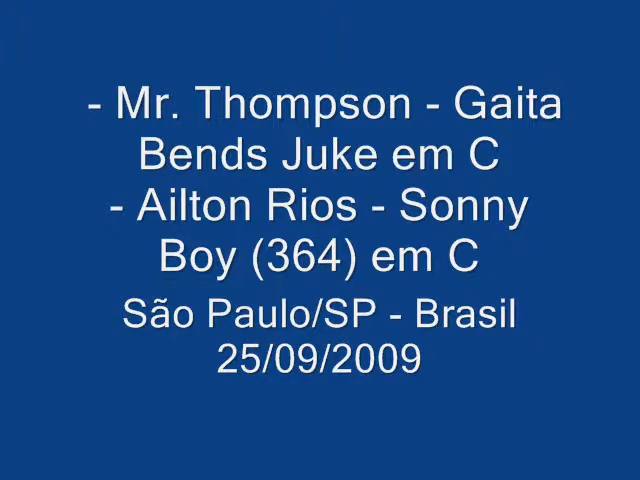 - Mr. Thompson - Gaita
Bends Juke em C
- Ailton Rios - Sonny
Boy (364) em C
São Paulo/SP - Brasil
25/09/2009